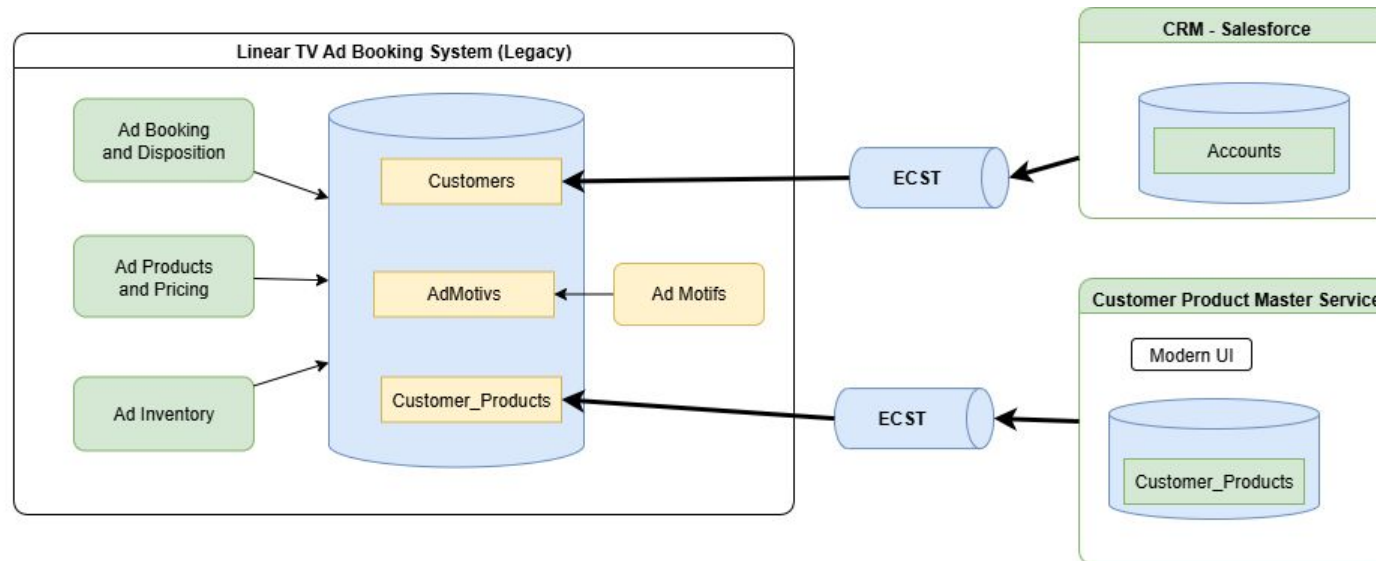 Linear TV Ad Booking System (Legacy)
CRM - Salesforce
Ad Booking
and Disposition
Customers
ECST
Accounts
Ad Products
and Pricing
AdMotivs
Ad Motifs
Customer Product Master Service
Modern UI
Ad Inventory
Customer_Products
ECST
Customer_Products